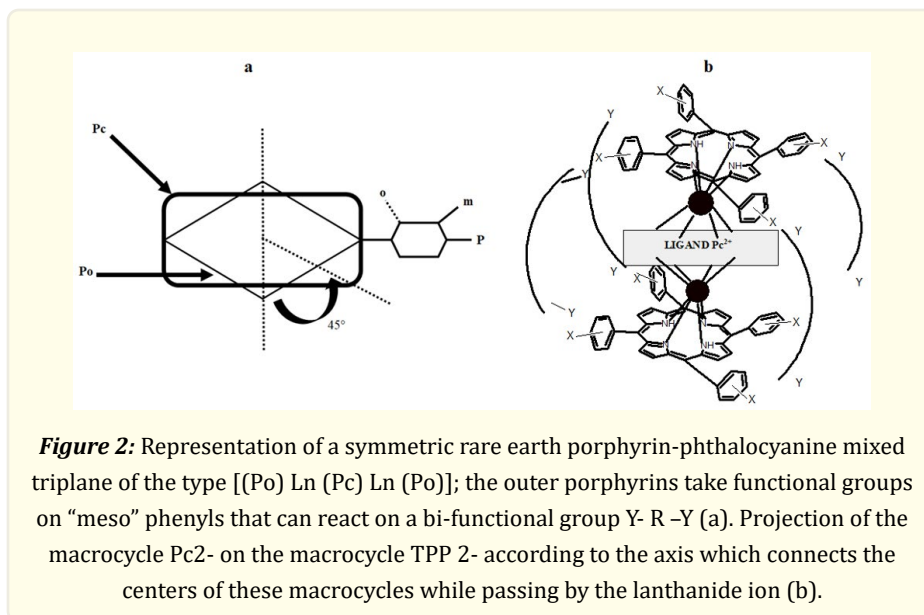 a
b
Pc
Po
o
m
P
45°
X
Y
X
NH
N
X
N
NH
X
Y
Y
Y
LIGAND Pc²⁺
Y
Y
X
Y
X
NH
N
X
N
NH
Y
X
Y
Figure 2: Representation of a symmetric rare earth porphyrin-phthalocyanine mixed
triplane of the type [(Po) Ln (Pc) Ln (Po)]; the outer porphyrins take functional groups
on “meso” phenyls that can react on a bi-functional group Y- R –Y (a). Projection of the
macrocycle Pc2- on the macrocycle TPP 2- according to the axis which connects the
centers of these macrocycles while passing by the lanthanide ion (b).